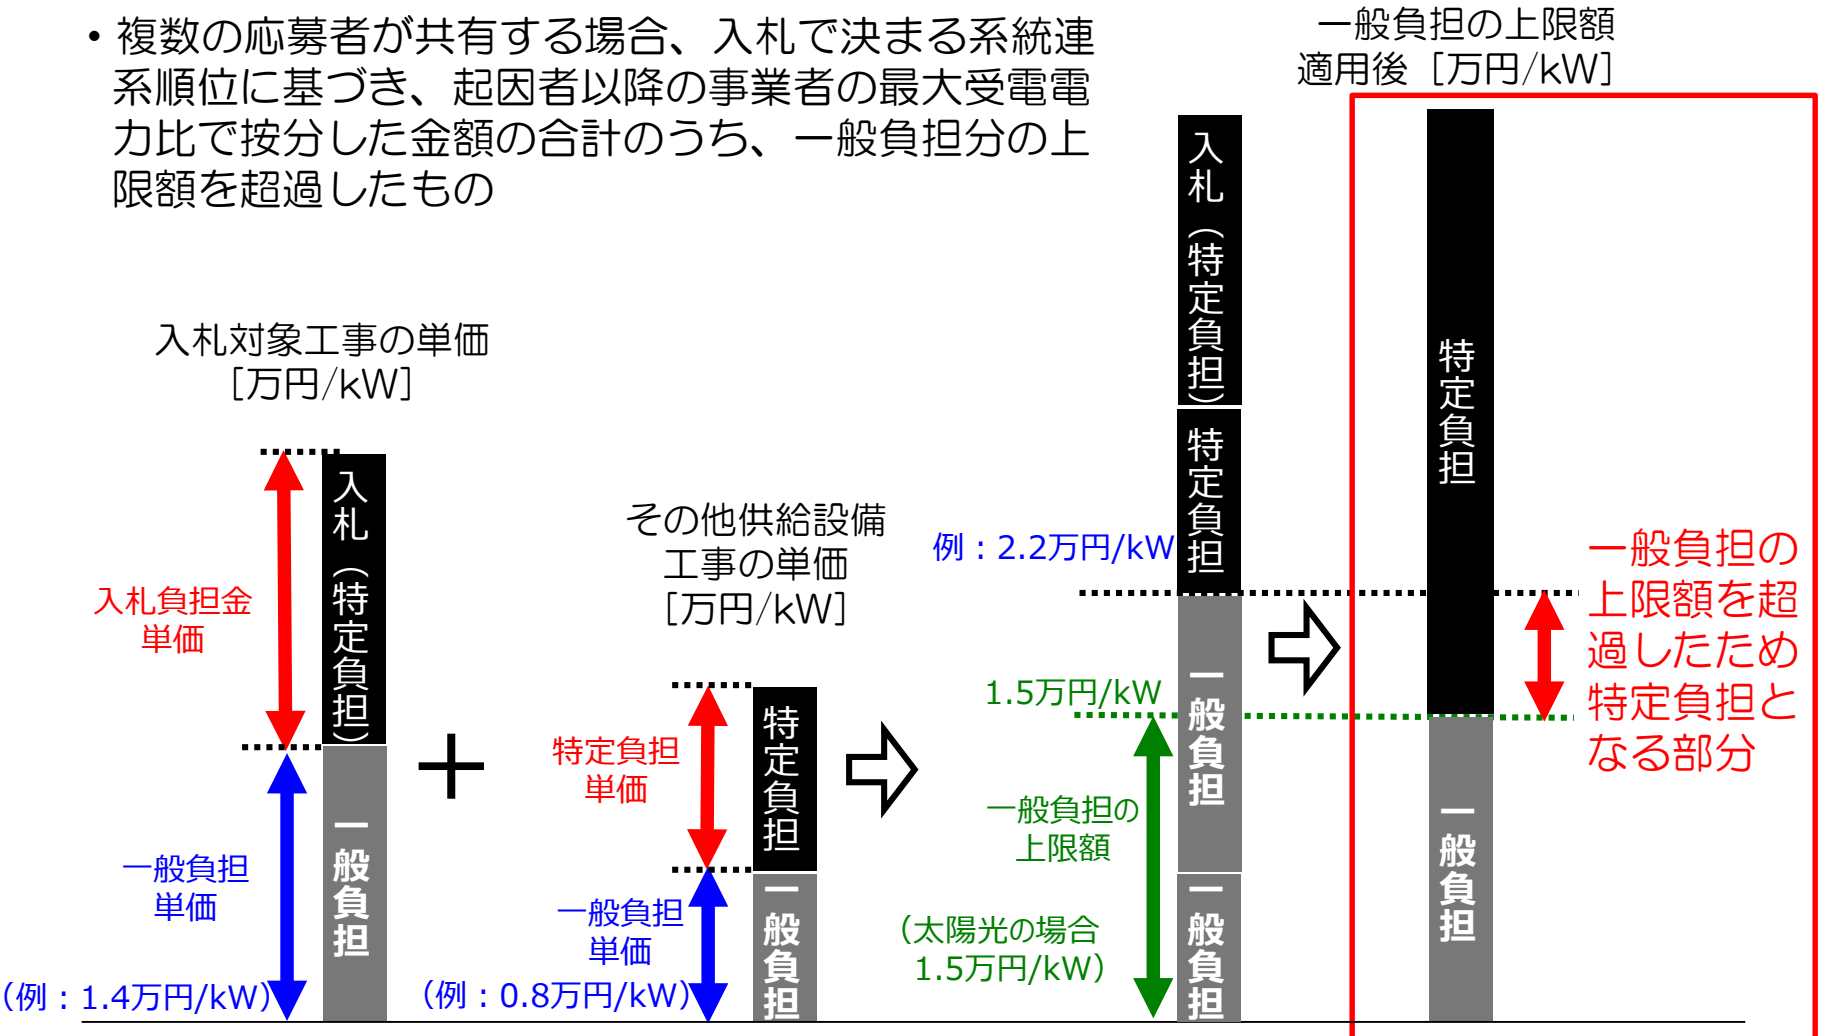 ・複数の応募者が共有する場合、入札で決まる系統連
系順位に基づき、起因者以降の事業者の最大受電電
力比で按分した金額の合計のうち、一般負担分の上
限額を超過したもの
一般負担の上限額
適用後［万円/kW］
入札対象工事の単価
［万円/kW］
入札（特定負担）
一般負担
入札負担金
単価
一般負担
単価
（例：1.4万円/kW）
＋
その他供給設備
工事の単価
［万円/kW］
特定負担
一般負担
特定負担
単価
一般負担
単価
（例：0.8万円/kW）
入札（特定負担）
特定負担
一般負担
一般負担
例：2.2万円/kW
1.5万円/kW
一般負担の
上限額
（太陽光の場合
1.5万円/kW）
特定負担
一般負担
一般負担の
上限額を超
過したため
特定負担と
なる部分